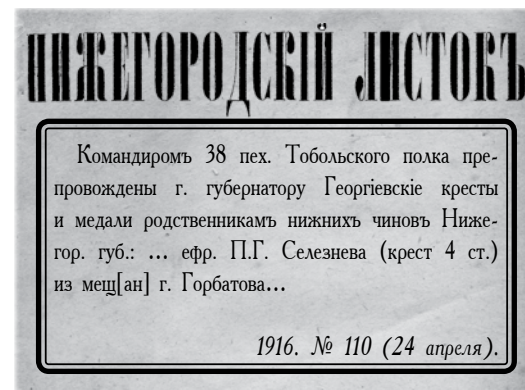 НИЖЕГОРОДСКІЙ ЛИСТОКЪ
Командиромъ 38 пех. Тобольского полка пре-
провождены г. губернатору Георгіевскіе кресты
и медали родственникамъ нижнихъ чиновъ Ниже-
гор. губ.: ... ефр. П.Г. Селезнева (крест 4 ст.)
из мещ[ан] г. Горбатова...
1916. № 110 (24 апреля).